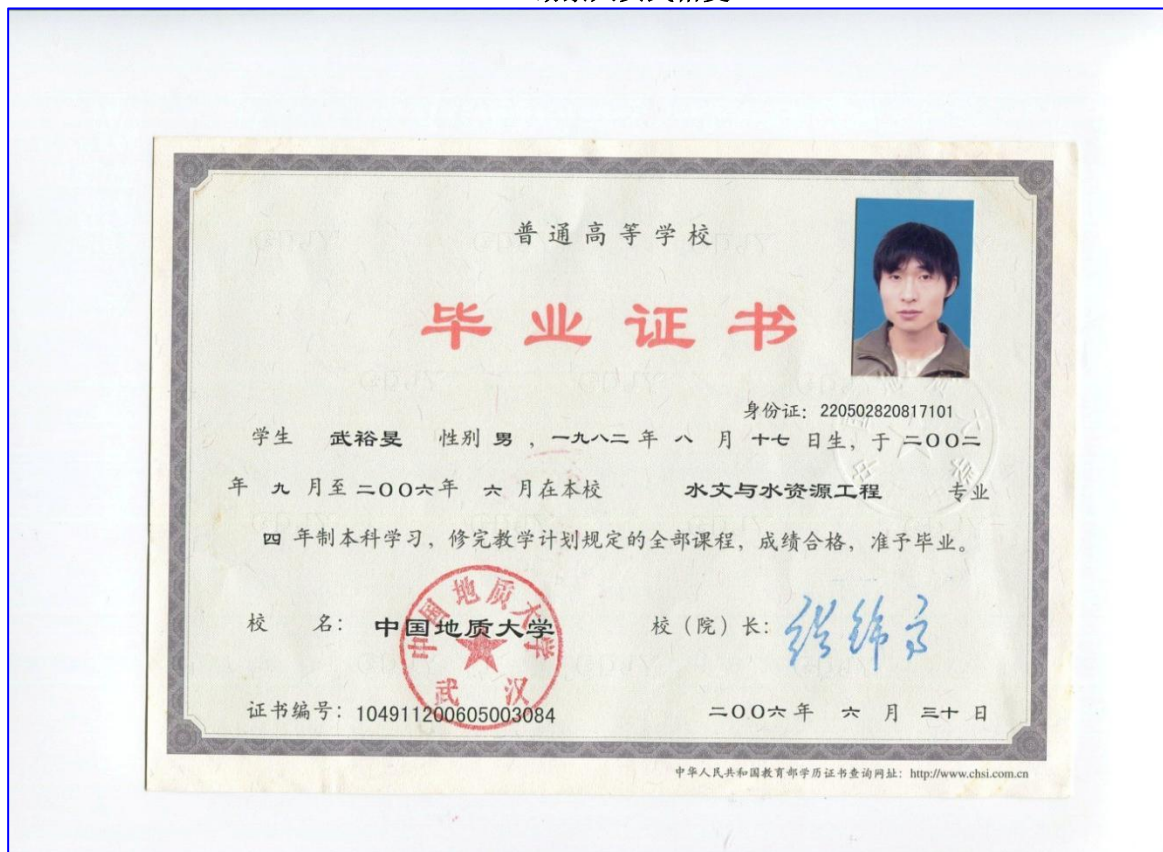 普通高等学校
毕业证书
身份证：220502820817101
学生 武裕旻 性别 男 ，一九八二 年 八 月 十七 日生，于 二〇〇二
年 九 月至 二〇〇六年 六 月在本校 水文与水资源工程 专业
四 年制本科学习，修完教学计划规定的全部课程，成绩合格，准予毕业。
校 名： 中国地质大学 校（院）长：
中国地质大学
武汉
证书编号：104911200605003084 二〇〇六 年 六 月 三十 日
中华人民共和国教育部学历证书查询网址：http://www.chsi.com.cn